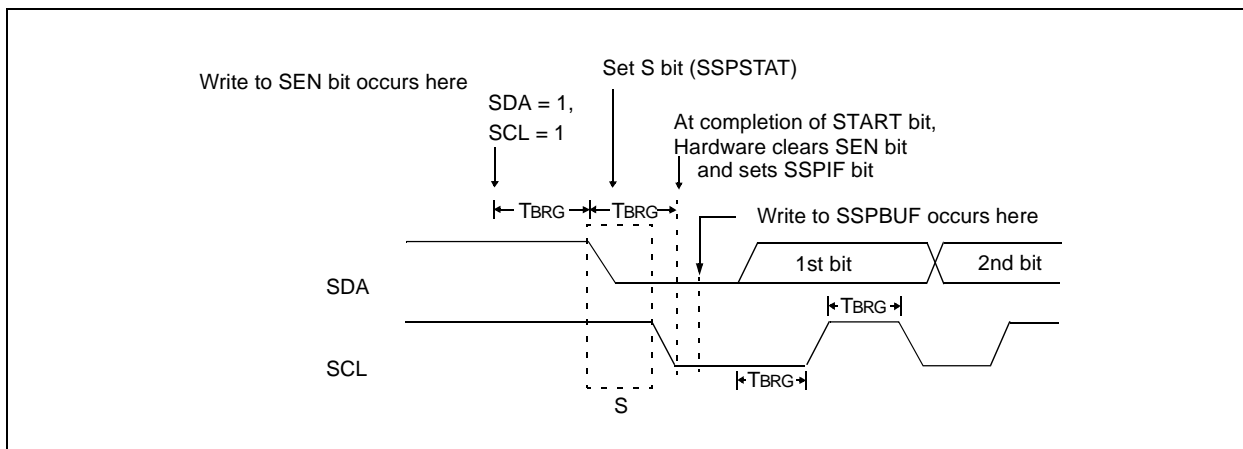 Write to SEN bit occurs here
Set S bit (SSPSTAT)
SDA = 1,
SCL = 1
At completion of START bit,
Hardware clears SEN bit
and sets SSPIF bit
TBRG
TBRG
Write to SSPBUF occurs here
SDA
1st bit
2nd bit
TBRG
SCL
TBRG
S